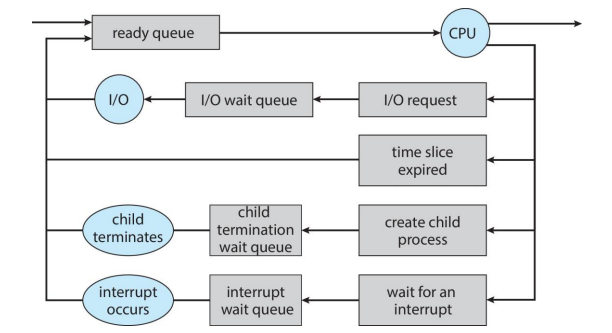 ready queue
CPU
I/O
I/O wait queue
I/O request
time slice
expired
child
terminates
child
termination
wait queue
create child
process
interrupt
occurs
interrupt
wait queue
wait for an
interrupt